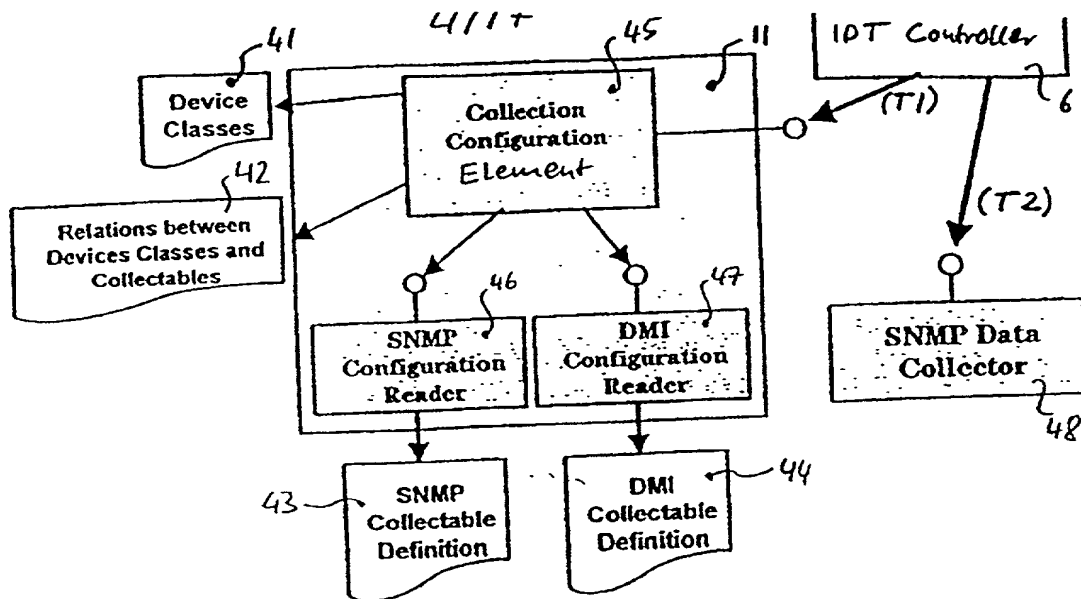 41
45
11
IDT Controller
6
Device
Classes
Collection
Configuration
Element
(T1)
(T2)
42
Relations between
Devices Classes and
Collectables
46
47
SNMP
Configuration
Reader
DMI
Configuration
Reader
SNMP Data
Collector
48
43
SNMP
Collectable
Definition
44
DMI
Collectable
Definition